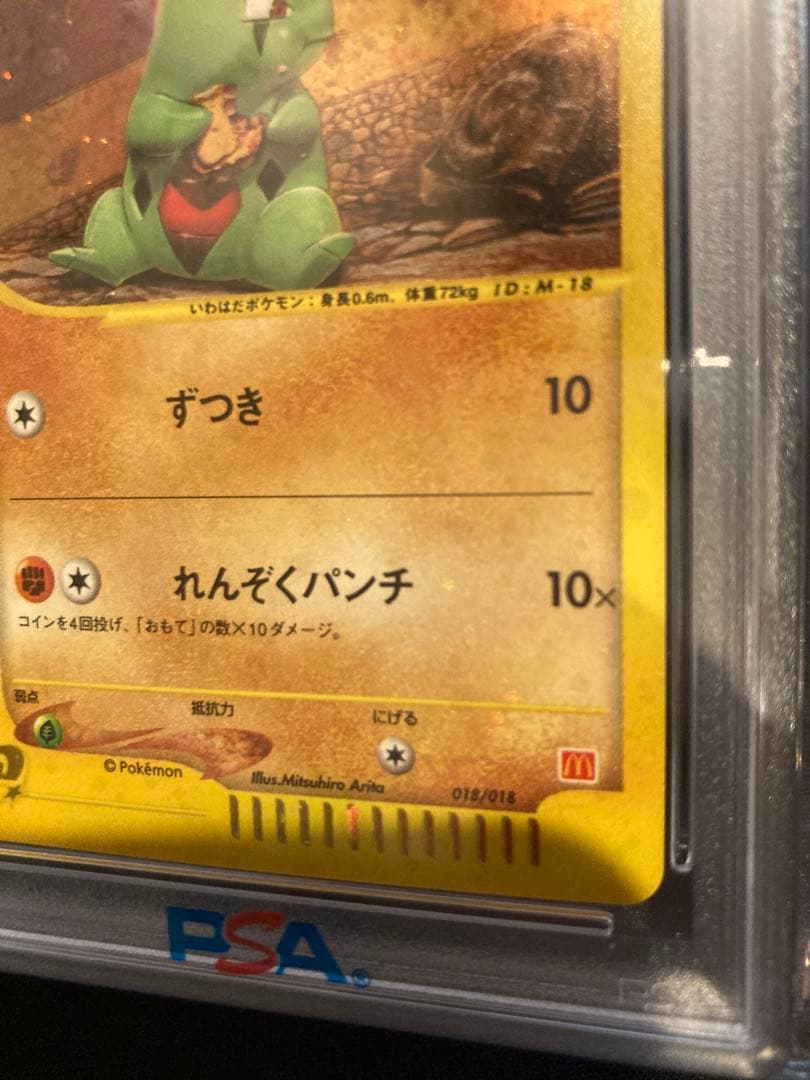 いわはだポケモン：身長0.6m、体重72kg ID:M-18
ずつき 10
れんぞくパンチ 10×
コインを4回投げ、「おもて」の数×10ダメージ。
弱点 抵抗力 にげる
©Pokémon
Illus.Mitsuhiro Arita 018/018
PSA®